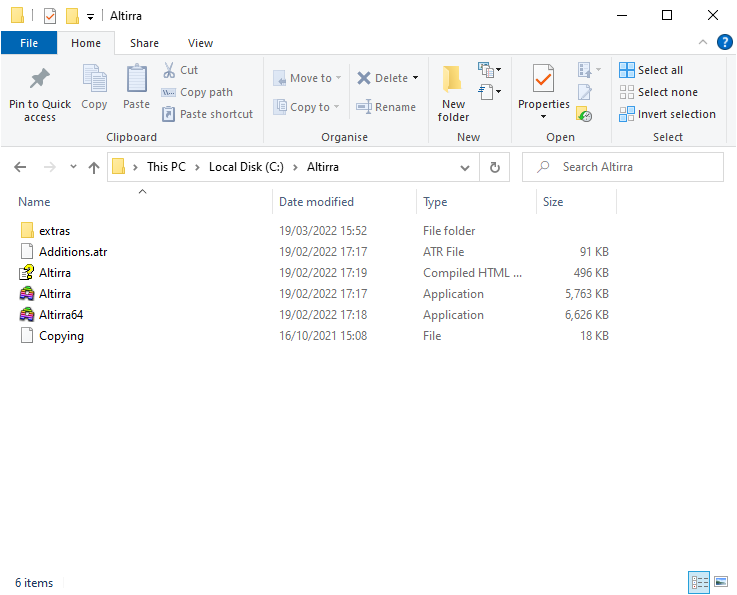 Altirra
File Home Share View
Pin to Quick access
Copy
Paste
Cut
Copy path
Paste shortcut
Clipboard
Move to
Copy to
Delete
Rename
Organise
New folder
New
Properties
Open
Select all
Select none
Invert selection
Select
This PC > Local Disk (C:) > Altirra
Search Altirra
Name Date modified Type Size
extras 19/03/2022 15:52 File folder
Additions.atr 19/02/2022 17:17 ATR File 91 KB
Altirra 19/02/2022 17:19 Compiled HTML ... 496 KB
Altirra 19/02/2022 17:17 Application 5,763 KB
Altirra64 19/02/2022 17:18 Application 6,626 KB
Copying 16/10/2021 15:08 File 18 KB
6 items